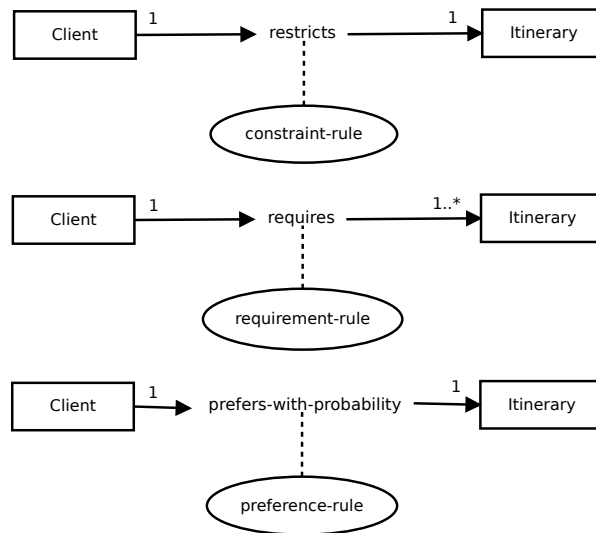 1
1
Client
restricts
Itinerary
constraint-rule
1
1..*
Client
requires
Itinerary
requirement-rule
1
1
Client
prefers-with-probability
Itinerary
preference-rule